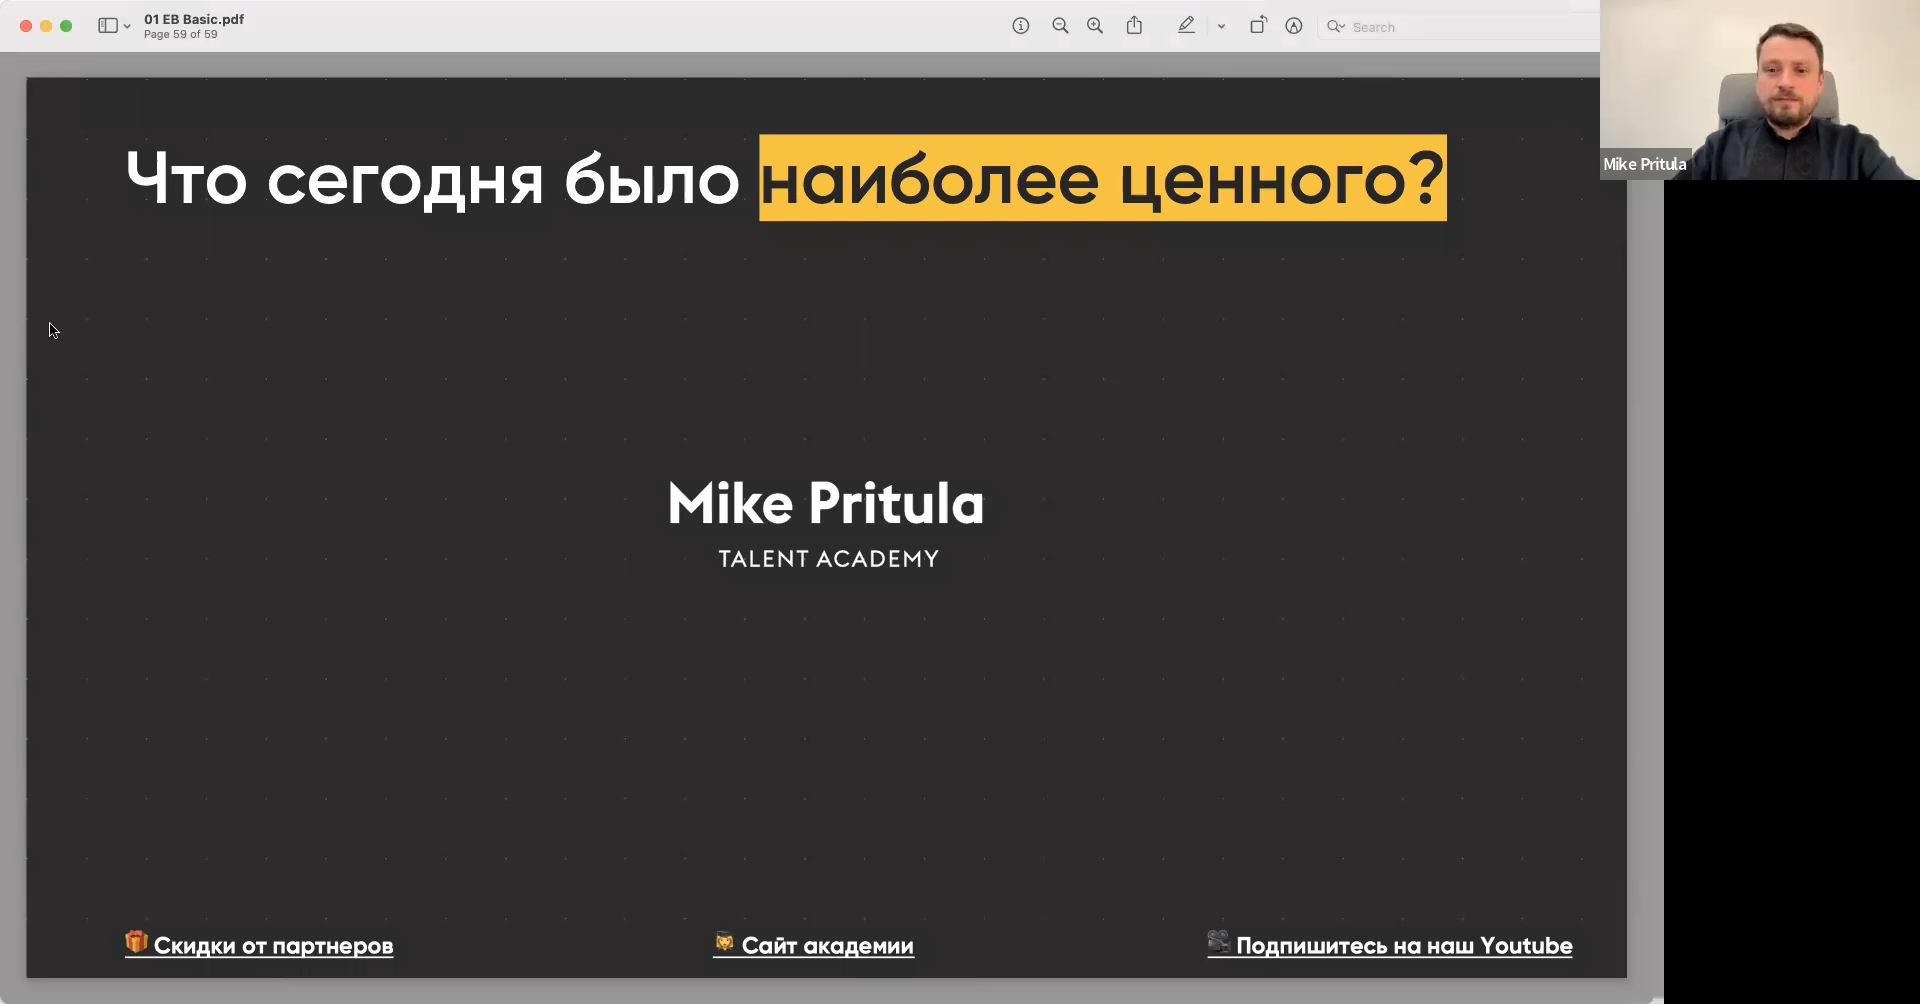 01 EB Basic.pdf
Page 59 of 59
Search
Mike Pritula
Что сегодня было наиболее ценного?
Mike Pritula
TALENT ACADEMY
Скидки от партнеров
Сайт академии
Подпишитесь на наш Youtube